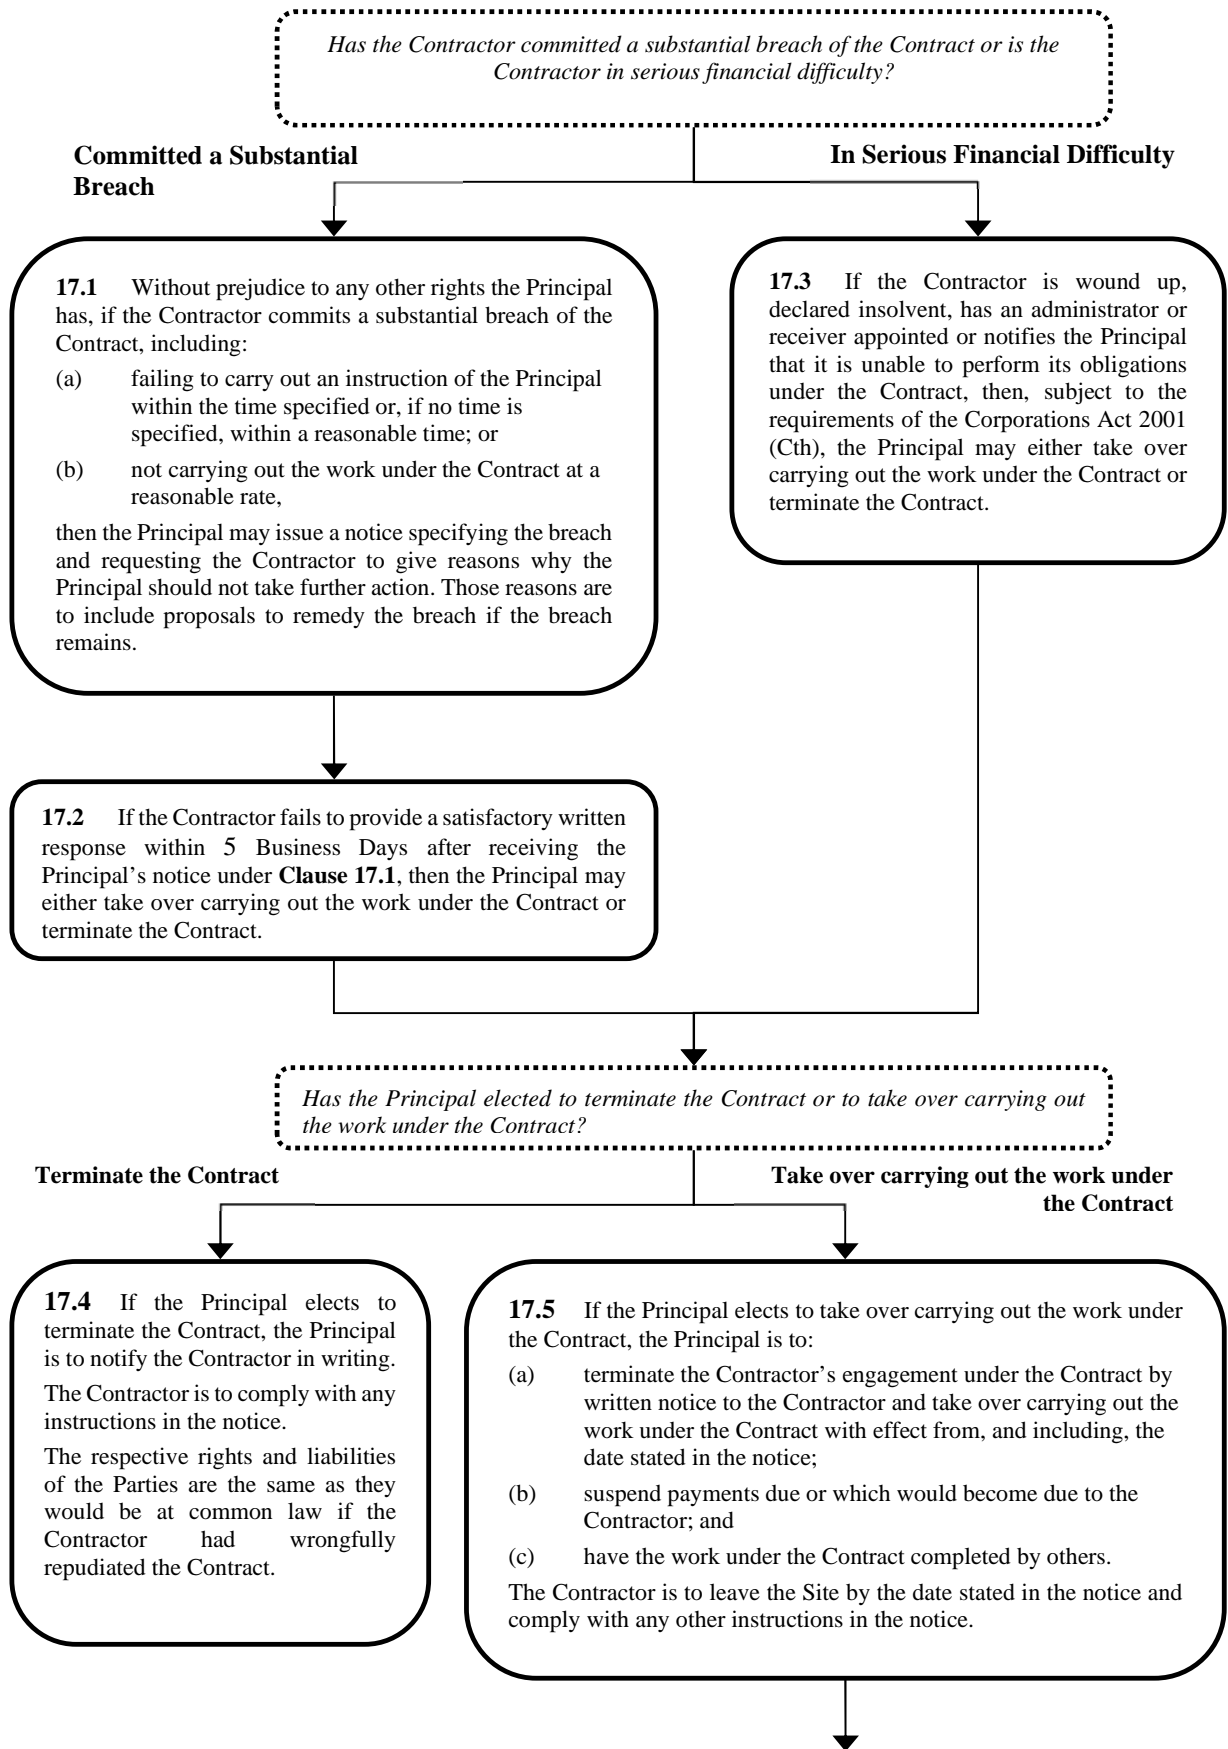 Has the Contractor committed a substantial breach of the Contract or is the
Contractor in serious financial difficulty?
Committed a Substantial
Breach
In Serious Financial Difficulty
17.1 Without prejudice to any other rights the Principal
has, if the Contractor commits a substantial breach of the
Contract, including:
(a) failing to carry out an instruction of the Principal
within the time specified or, if no time is
specified, within a reasonable time; or
(b) not carrying out the work under the Contract at a
reasonable rate,
then the Principal may issue a notice specifying the breach
and requesting the Contractor to give reasons why the
Principal should not take further action. Those reasons are
to include proposals to remedy the breach if the breach
remains.
17.3 If the Contractor is wound up,
declared insolvent, has an administrator or
receiver appointed or notifies the Principal
that it is unable to perform its obligations
under the Contract, then, subject to the
requirements of the Corporations Act 2001
(Cth), the Principal may either take over
carrying out the work under the Contract or
terminate the Contract.
17.2 If the Contractor fails to provide a satisfactory written
response within 5 Business Days after receiving the
Principal’s notice under Clause 17.1, then the Principal may
either take over carrying out the work under the Contract or
terminate the Contract.
Has the Principal elected to terminate the Contract or to take over carrying out
the work under the Contract?
Terminate the Contract
Take over carrying out the work under
the Contract
17.4 If the Principal elects to
terminate the Contract, the Principal
is to notify the Contractor in writing.
The Contractor is to comply with any
instructions in the notice.
The respective rights and liabilities
of the Parties are the same as they
would be at common law if the
Contractor had wrongfully
repudiated the Contract.
17.5 If the Principal elects to take over carrying out the work under
the Contract, the Principal is to:
(a) terminate the Contractor’s engagement under the Contract by
written notice to the Contractor and take over carrying out the
work under the Contract with effect from, and including, the
date stated in the notice;
(b) suspend payments due or which would become due to the
Contractor; and
(c) have the work under the Contract completed by others.
The Contractor is to leave the Site by the date stated in the notice and
comply with any other instructions in the notice.